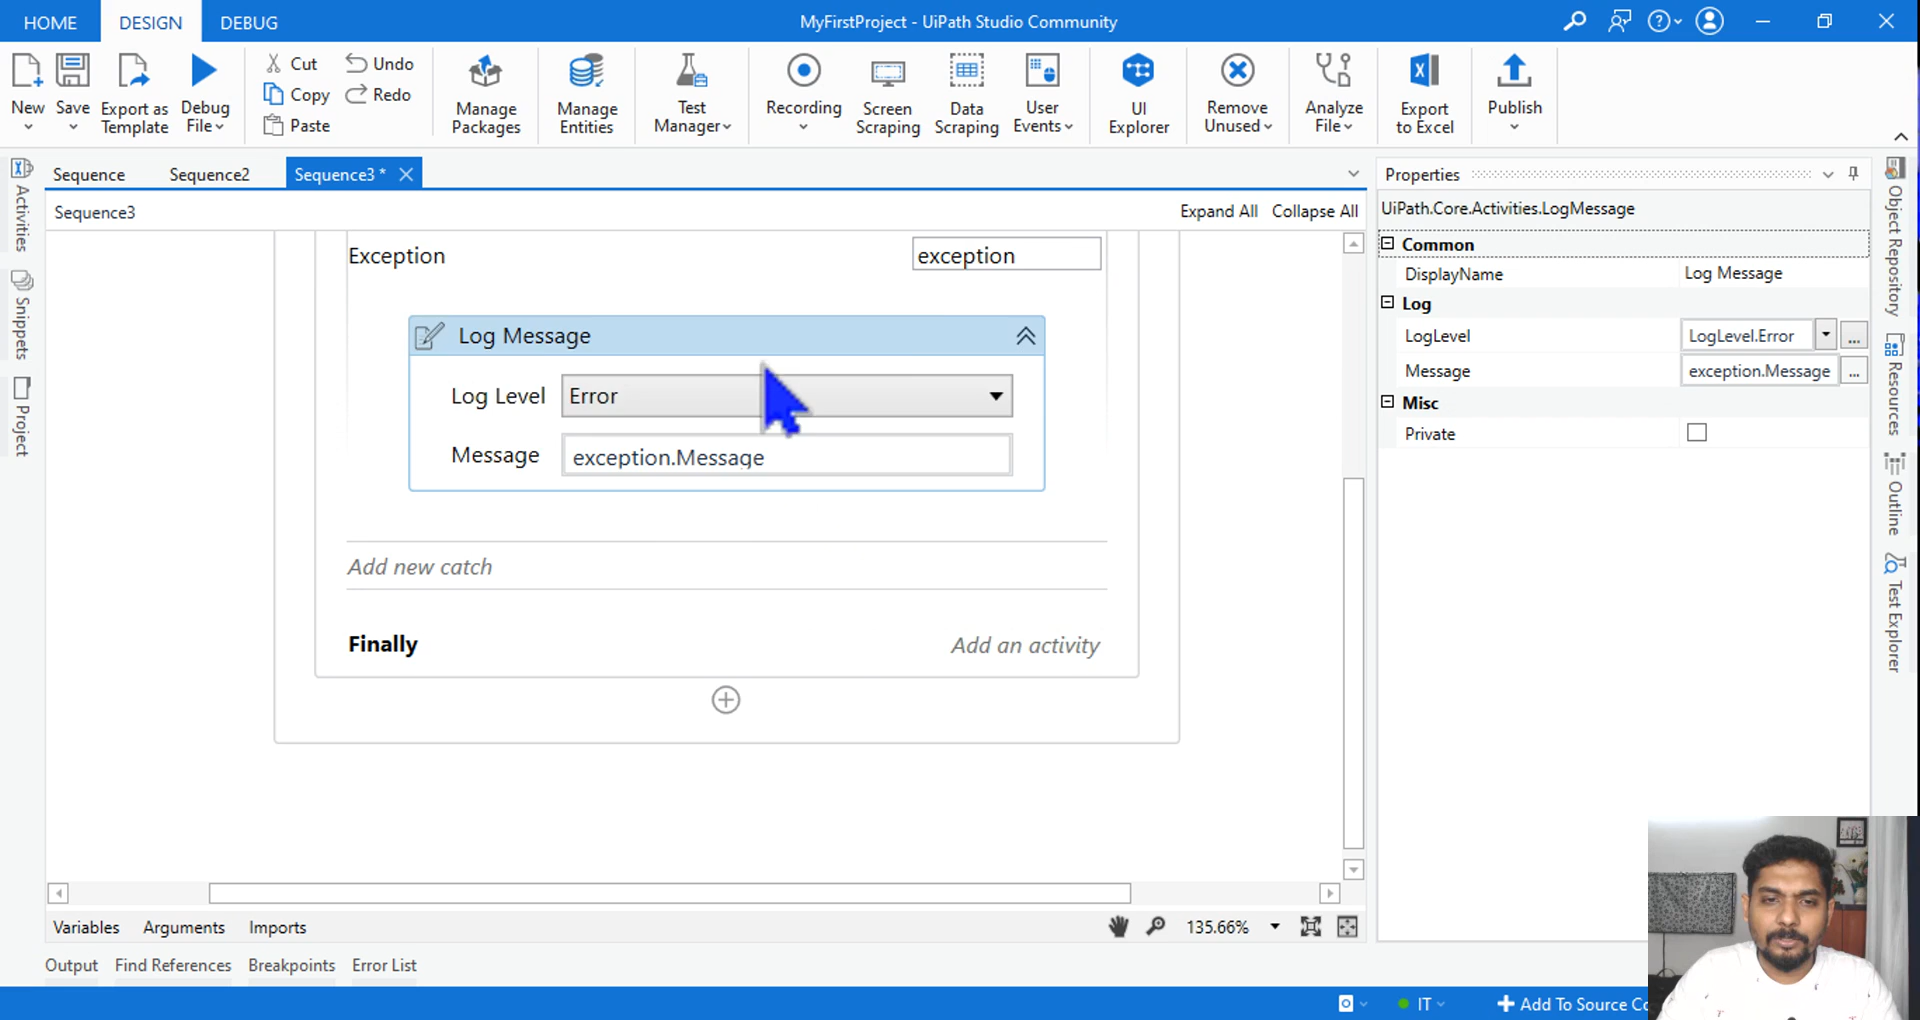 HOME DESIGN DEBUG MyFirstProject - UiPath Studio Community
New Save Export as Template Debug File Cut Copy Paste Undo Redo Manage Packages Manage Entities Test Manager Recording Screen Scraping Data Scraping User Events UI Explorer Remove Unused Analyze File Export to Excel Publish
Sequence Sequence2 Sequence3 *
Sequence3 Expand All Collapse All
Activities
Snippets
Project
Exception exception
Log Message
Log Level Error
Message exception.Message
Add new catch
Finally Add an activity
Variables Arguments Imports 135.66%
Output Find References Breakpoints Error List
Properties
UiPath.Core.Activities.LogMessage
Common
DisplayName Log Message
Log
LogLevel LogLevel.Error ...
Message exception.Message ...
Misc
Private
Object Repository
Resources
Outline
Test Explorer
IT Add To Source Co